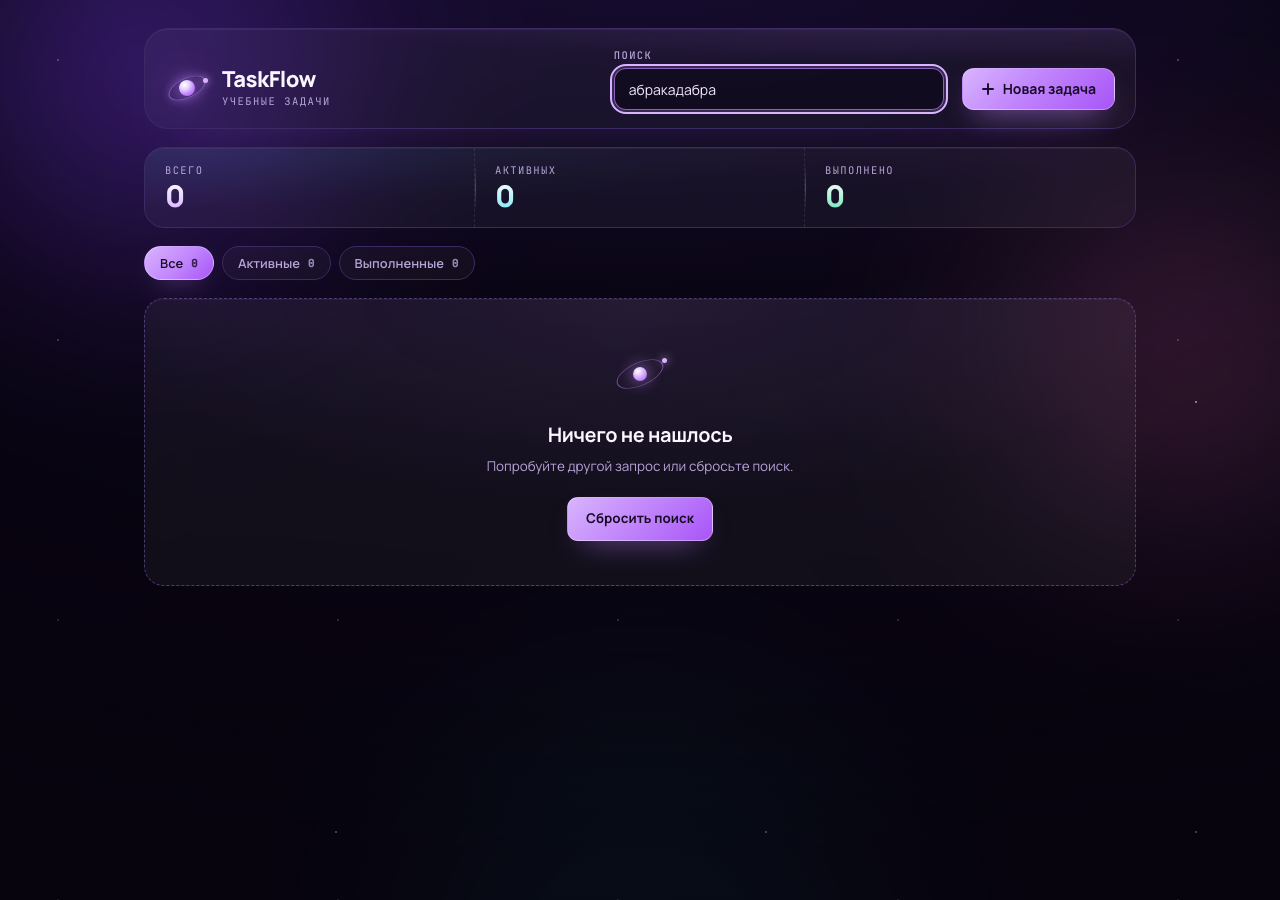 TaskFlow
УЧЕБНЫЕ ЗАДАЧИ
ПОИСК
абракадабра
Новая задача
ВСЕГО
0
АКТИВНЫХ
0
ВЫПОЛНЕНО
0
Все 0
Активные 0
Выполненные 0
Ничего не нашлось
Попробуйте другой запрос или сбросьте поиск.
Сбросить поиск